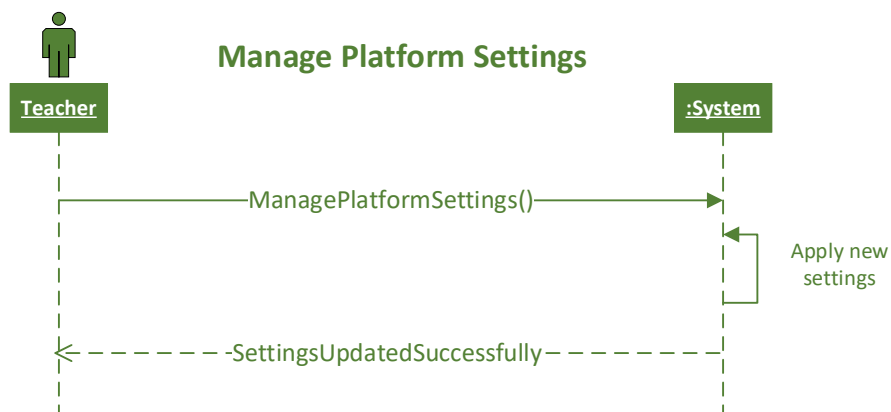 Manage Platform Settings
Teacher
:System
ManagePlatformSettings()
Apply new
settings
SettingsUpdatedSuccessfully